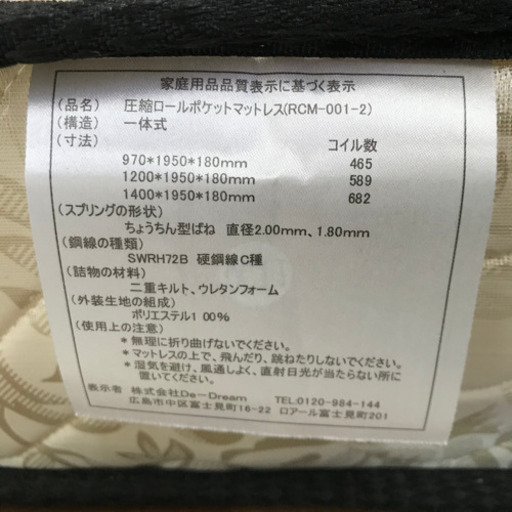 家庭用品品質表示に基づく表示
(品名) 圧縮ロールポケットマットレス(RCM-001-2)
(構造) 一体式
(寸法) コイル数
970*1950*180mm 465
1200*1950*180mm 589
1400*1950*180mm 682
(スプリングの形状)
ちょうちん型ばね 直径2.00mm、1.80mm
(鋼線の種類)
SWRH72B 硬鋼線C種
(詰物の材料)
二重キルト、ウレタンフォーム
(外装生地の組成)
ポリエステル100%
(使用上の注意)
* 無理に折り曲げないでください。
* マットレスの上で、飛んだり、跳ねたりしないでください。
* 湿気を避け、風通しよく、直射日光が当たらない所に
置いてください。
表示者 株式会社De-Dream TEL:0120-984-144
広島市中区富士見町16-22 ロアール富士見町201